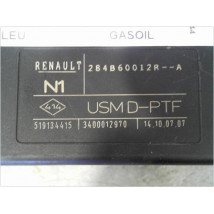 LEU GASOIL
RENAULT 284B60012R--A
N1
USM D-PTF
519134415 3400012970 14.10.07.07